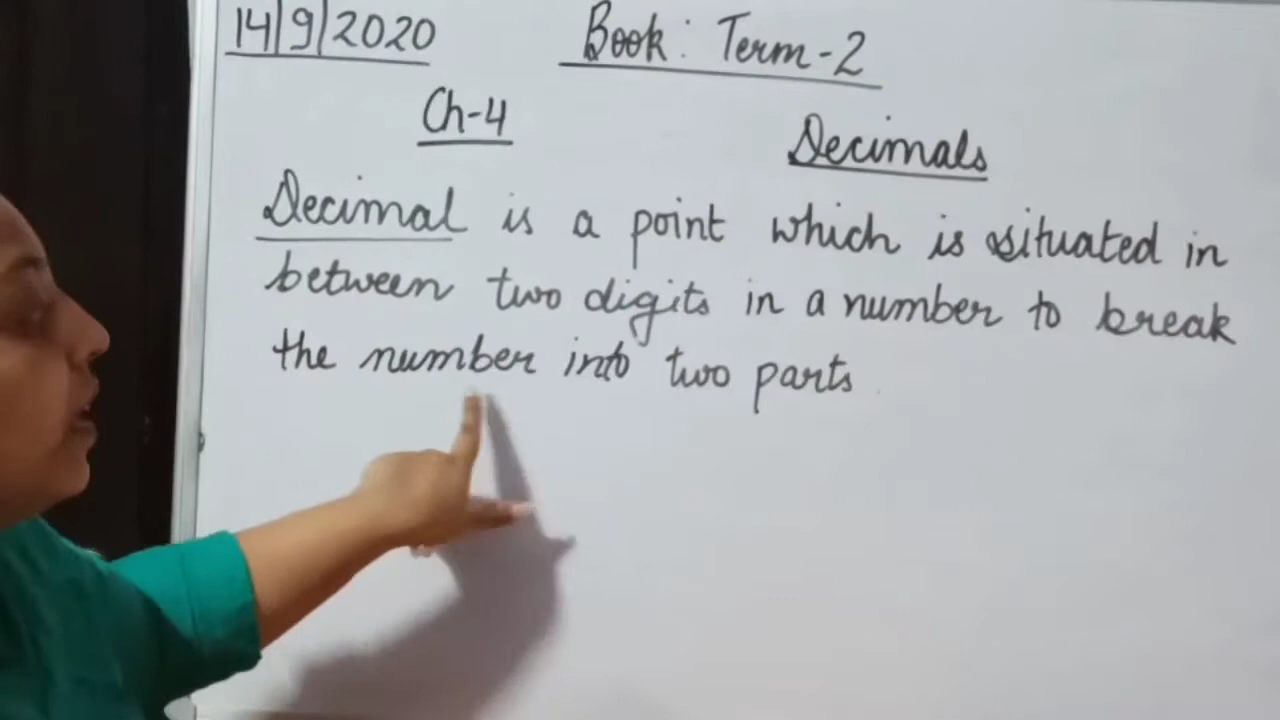 14|9|2020 Book: Term-2
Ch-4 Decimals
Decimal is a point which is situated in
between two digits in a number to break
the number into two parts